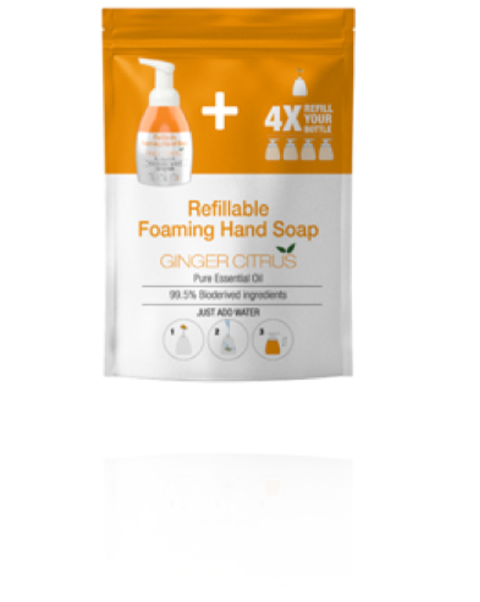 +
4X REFILL
YOUR
BOTTLE
Refillable
Foaming Hand Soap
GINGER CITRUS
Pure Essential Oil
99.5% Bioderived ingredients
JUST ADD WATER
1 2 3